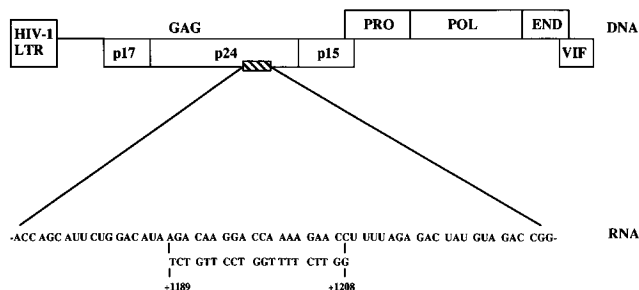 GAG PRO POL END DNA
HIV-1
LTR
p17 p24 p15 VIF
-ACC AGC AUU CUG GAC AUA AGA CAA GGA CCA AAA GAA CCU UUU AGA GAC UAU GUA GAC CGG- RNA
TCT GTT CCT GGT TTT CTT GG
+1189 +1208